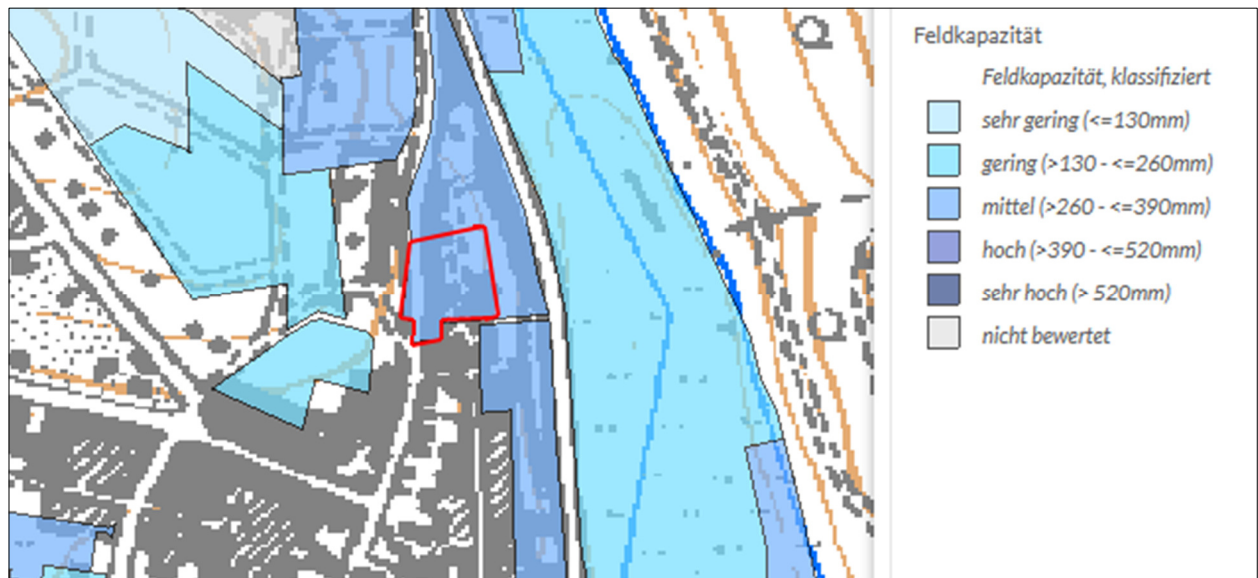 Feldkapazität
Feldkapazität, klassifiziert
sehr gering (<=130mm)
gering (>130 - <=260mm)
mittel (>260 - <=390mm)
hoch (>390 - <=520mm)
sehr hoch (> 520mm)
nicht bewertet